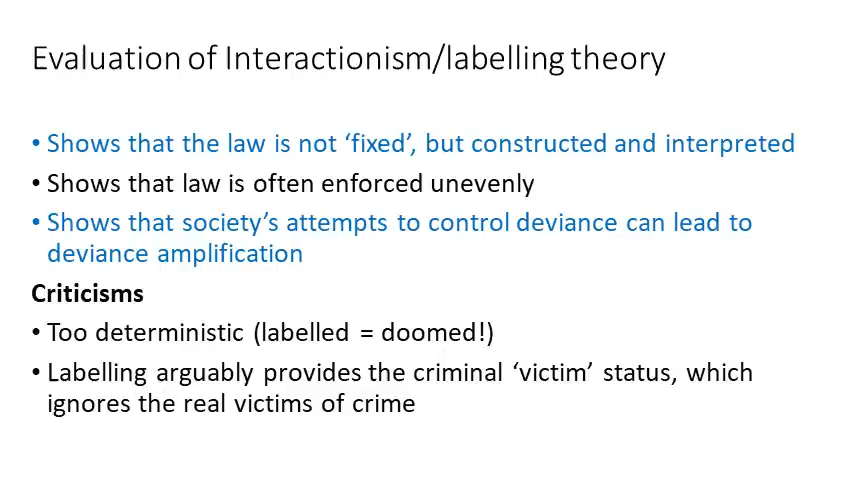 Evaluation of Interactionism/labelling theory
• Shows that the law is not ‘fixed’, but constructed and interpreted
• Shows that law is often enforced unevenly
• Shows that society’s attempts to control deviance can lead to
deviance amplification
Criticisms
• Too deterministic (labelled = doomed!)
• Labelling arguably provides the criminal ‘victim’ status, which
ignores the real victims of crime